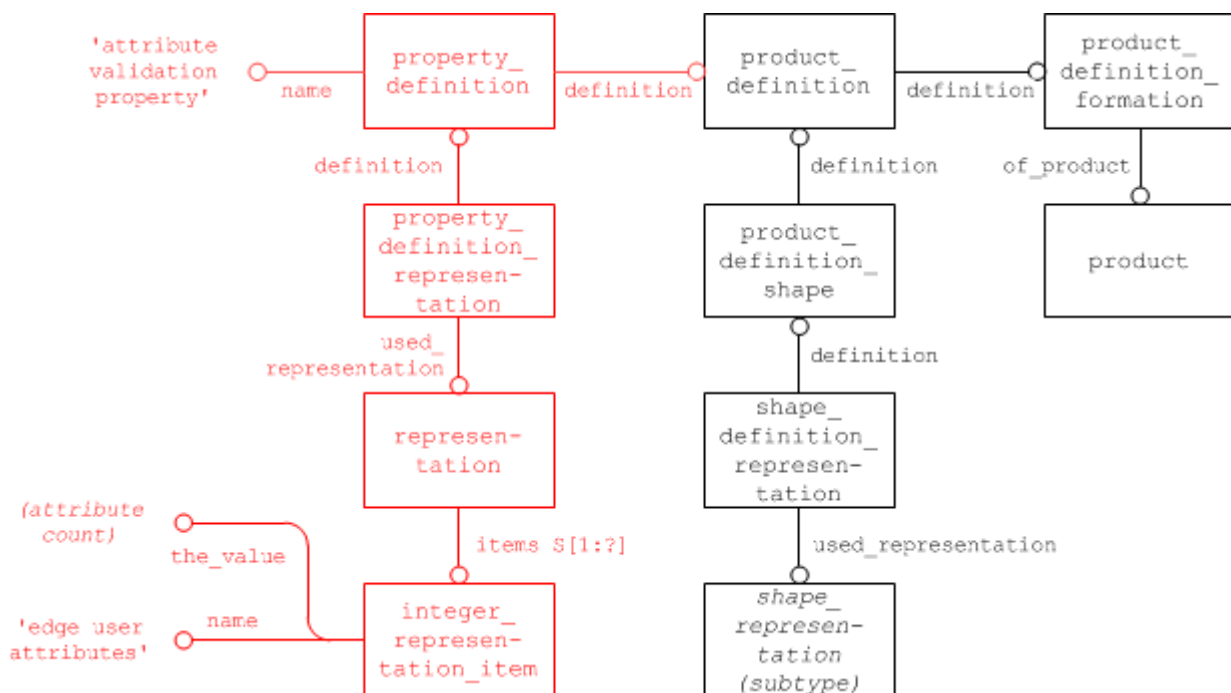 'attribute
validation
property'
name
property_
definition
definition
product_
definition
definition
product_
definition_
formation
definition
definition
of_product
property_
definition_
represen-
tation
product_
definition_
shape
product
used_
representation
definition
represen-
tation
shape_
definition_
represen-
tation
(attribute
count)
the_value
items S[1:?]
used_representation
'edge user
attributes'
name
integer_
represen-
tation_item
shape_
represen-
tation
(subtype)